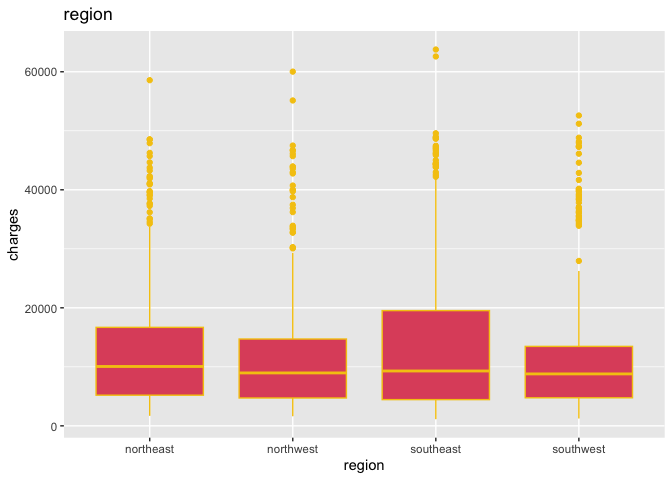 region
60000
40000
20000
0
charges
northeast northwest southeast southwest
region